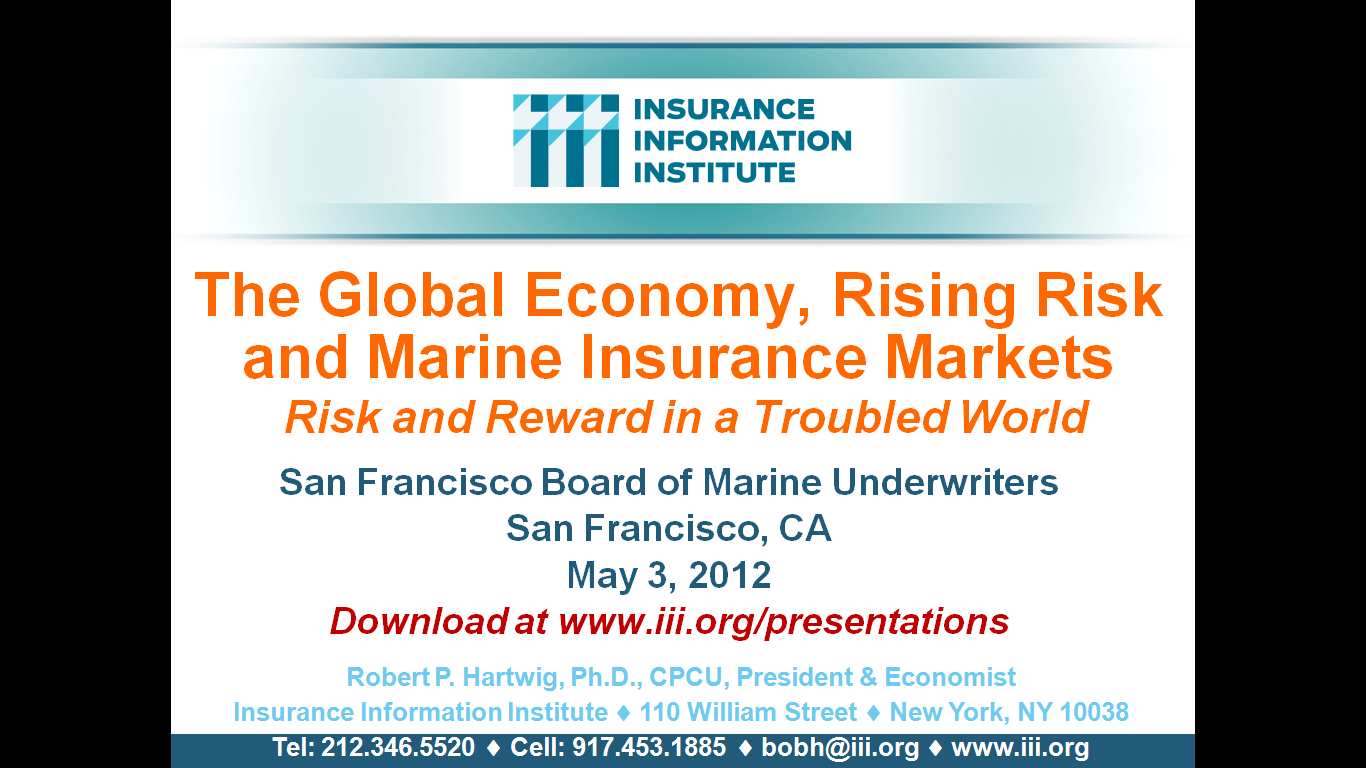 INSURANCE
INFORMATION
INSTITUTE
The Global Economy, Rising Risk
and Marine Insurance Markets
Risk and Reward in a Troubled World
San Francisco Board of Marine Underwriters
San Francisco, CA
May 3, 2012
Download at www.iii.org/presentations
Robert P. Hartwig, Ph.D., CPCU, President & Economist
Insurance Information Institute ♦ 110 William Street ♦ New York, NY 10038
Tel: 212.346.5520 ♦ Cell: 917.453.1885 ♦ bobh@iii.org ♦ www.iii.org